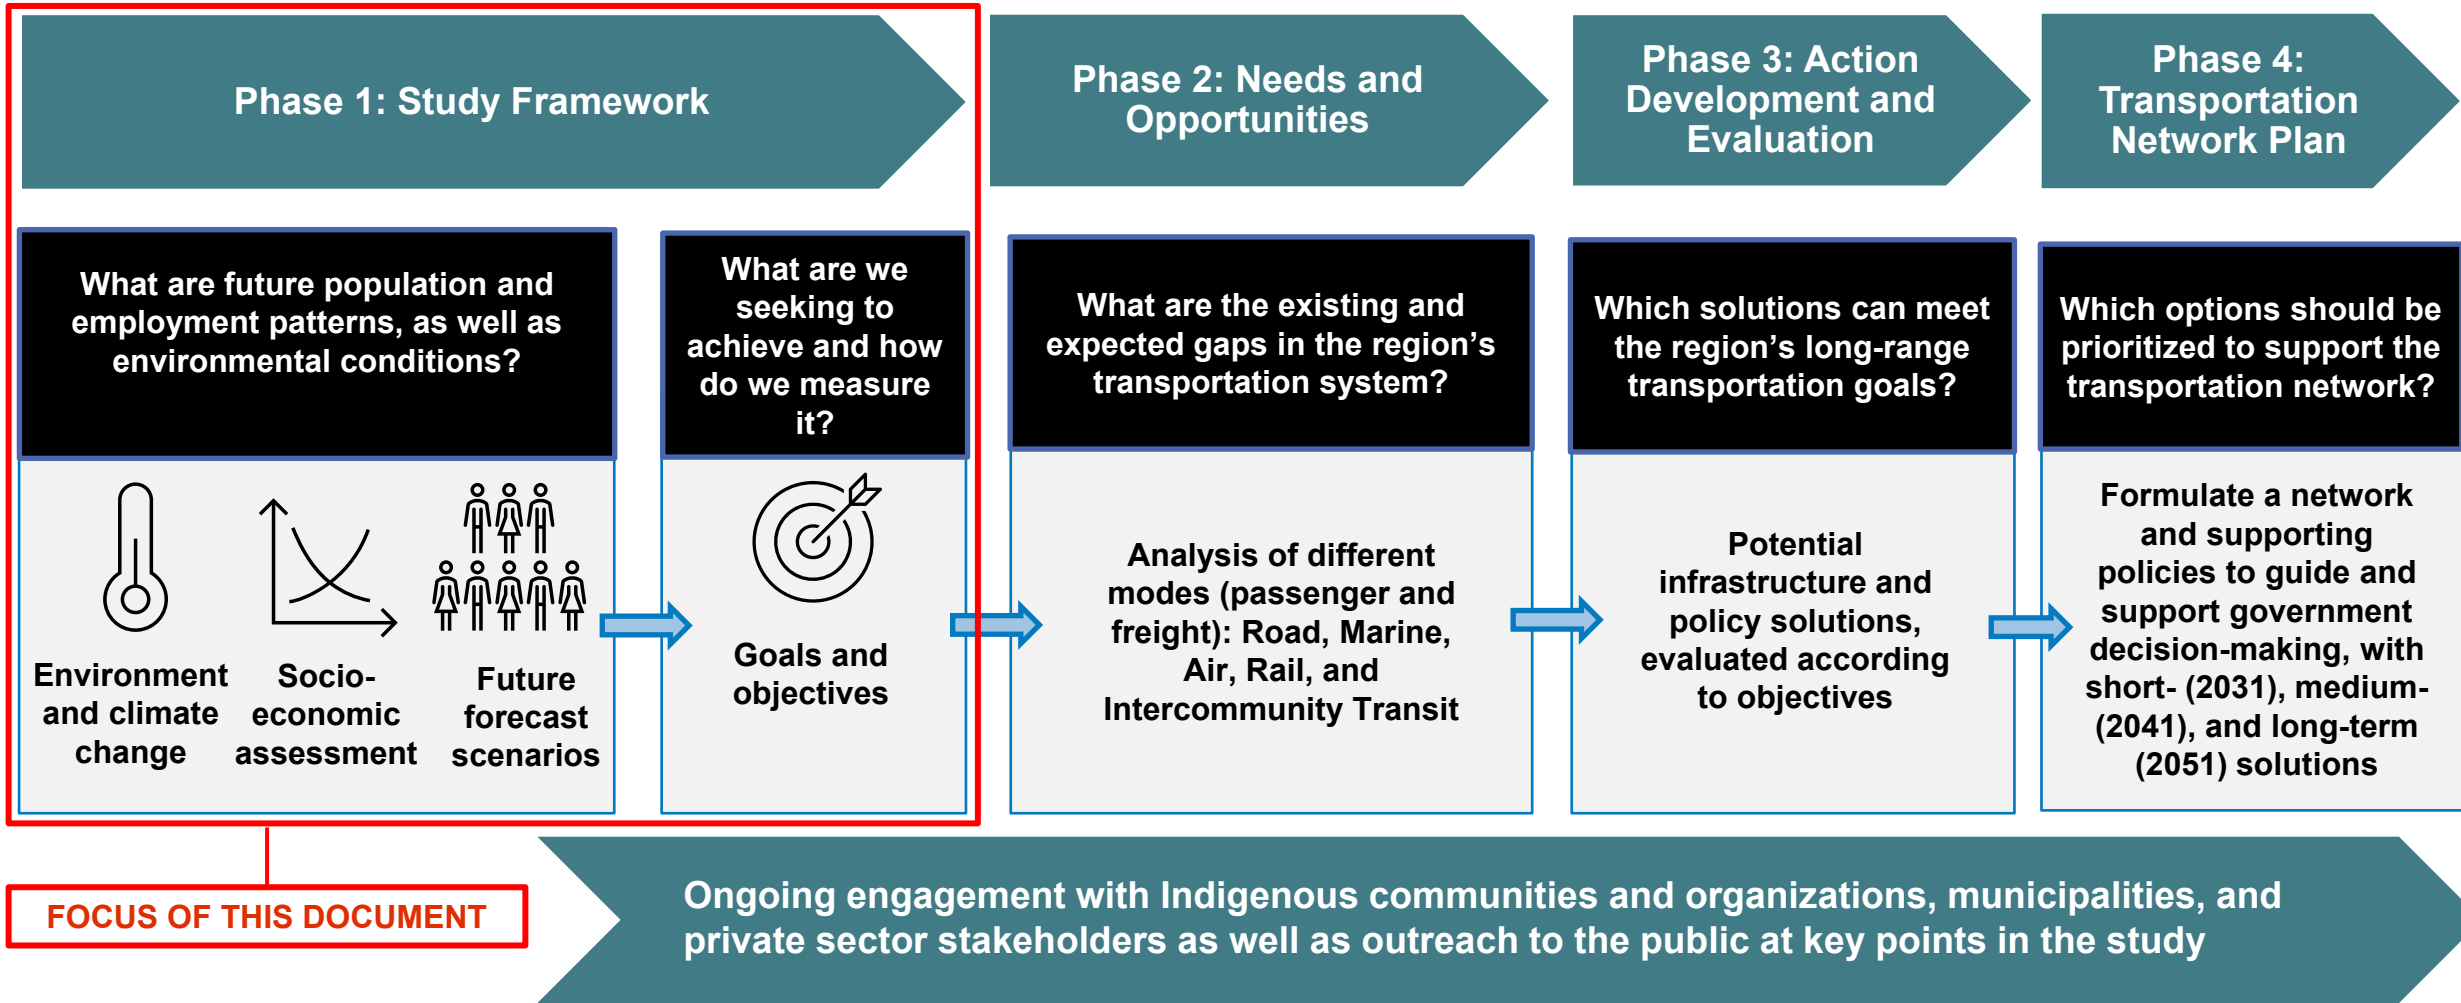 Phase 1: Study Framework
Phase 2: Needs and
Opportunities
Phase 3: Action
Development and
Evaluation
Phase 4:
Transportation
Network Plan
What are future population and
employment patterns, as well as
environmental conditions?
What are we
seeking to
achieve and how
do we measure
it?
What are the existing and
expected gaps in the region’s
transportation system?
Which solutions can meet
the region’s long-range
transportation goals?
Which options should be
prioritized to support the
transportation network?
Environment
and climate
change
Socio-
economic
assessment
Future
forecast
scenarios
Goals and
objectives
Analysis of different
modes (passenger and
freight): Road, Marine,
Air, Rail, and
Intercommunity Transit
Potential
infrastructure and
policy solutions,
evaluated according
to objectives
Formulate a network
and supporting
policies to guide and
support government
decision-making, with
short- (2031), medium-
(2041), and long-term
(2051) solutions
FOCUS OF THIS DOCUMENT
Ongoing engagement with Indigenous communities and organizations, municipalities, and
private sector stakeholders as well as outreach to the public at key points in the study